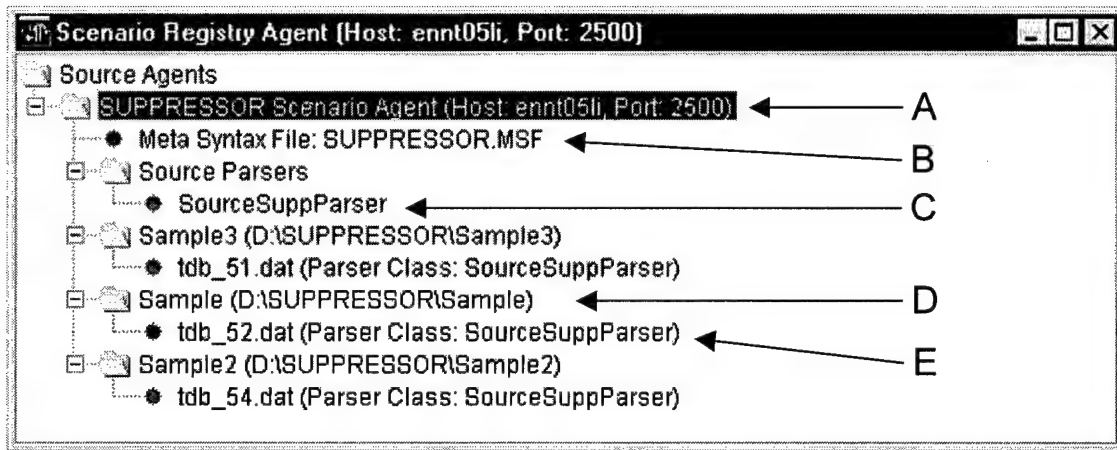 Scenario Registry Agent (Host: ennt05li, Port: 2500)
Source Agents
SUPPRESSOR Scenario Agent (Host: ennt05li, Port: 2500)
A
Meta Syntax File: SUPPRESSOR.MSF
B
Source Parsers
SourceSuppParser
C
Sample3 (D:\SUPPRESSOR\Sample3)
tdb_51.dat (Parser Class: SourceSuppParser)
Sample (D:\SUPPRESSOR\Sample)
D
tdb_52.dat (Parser Class: SourceSuppParser)
E
Sample2 (D:\SUPPRESSOR\Sample2)
tdb_54.dat (Parser Class: SourceSuppParser)